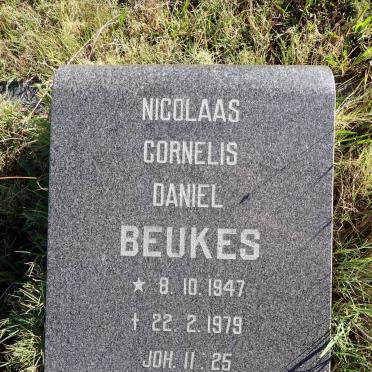 NICOLAAS
CORNELIS
DANIEL
BEUKES
★ 8. 10. 1947
† 22. 2. 1979
JOH. 11 : 25